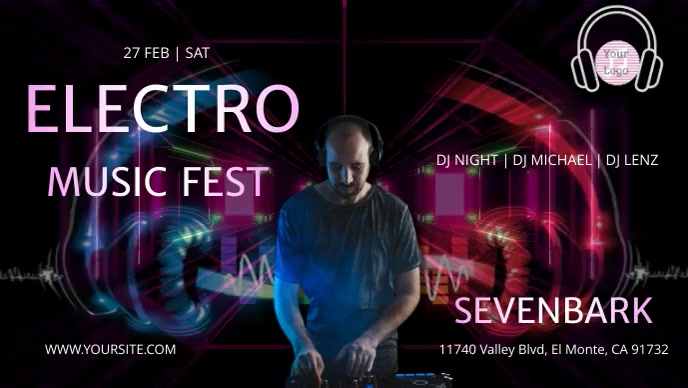 27 FEB | SAT
ELECTRO
MUSIC FEST
Your
Logo
DJ NIGHT | DJ MICHAEL | DJ LENZ
SEVENBARK
WWW.YOURSITE.COM
11740 Valley Blvd, El Monte, CA 91732